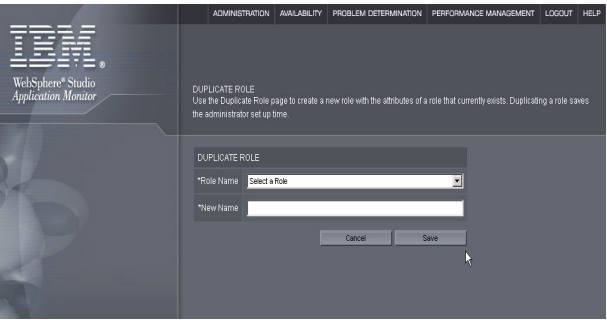 ADMINISTRATION AVAILABILITY PROBLEM DETERMINATION PERFORMANCE MANAGEMENT LOGOUT HELP
IBM®
WebSphere® Studio
Application Monitor
DUPLICATE ROLE
Use the Duplicate Role page to create a new role with the attributes of a role that currently exists. Duplicating a role saves
the administrator set up time.
DUPLICATE ROLE
*Role Name Select a Role
*New Name
Cancel Save